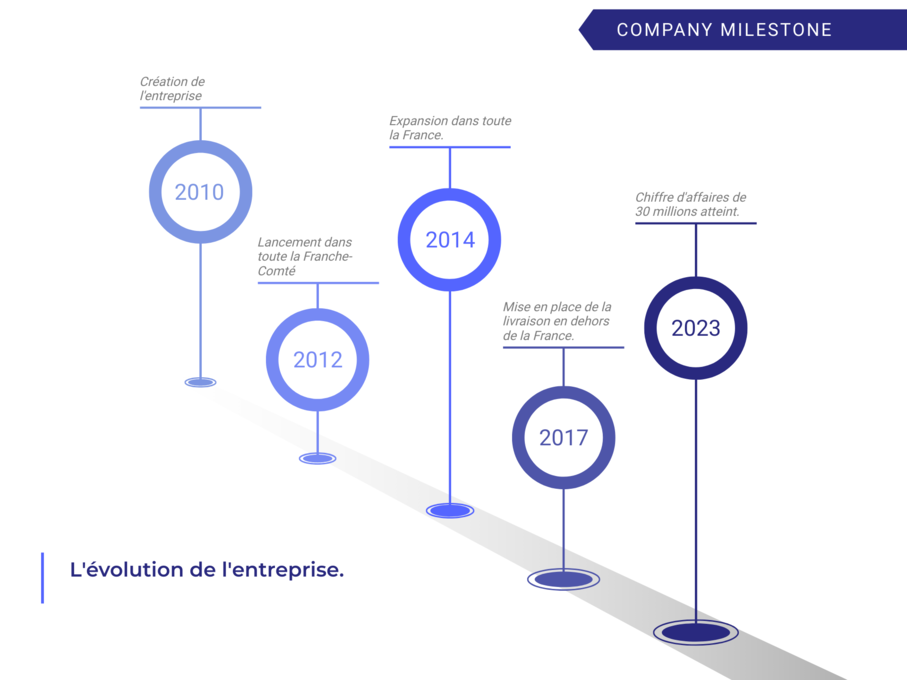 COMPANY MILESTONE
Création de
l'entreprise
2010
Lancement dans
toute la Franche-
Comté
2012
Expansion dans toute
la France.
2014
Mise en place de la
livraison en dehors
de la France.
2017
Chiffre d'affaires de
30 millions atteint.
2023
L'évolution de l'entreprise.